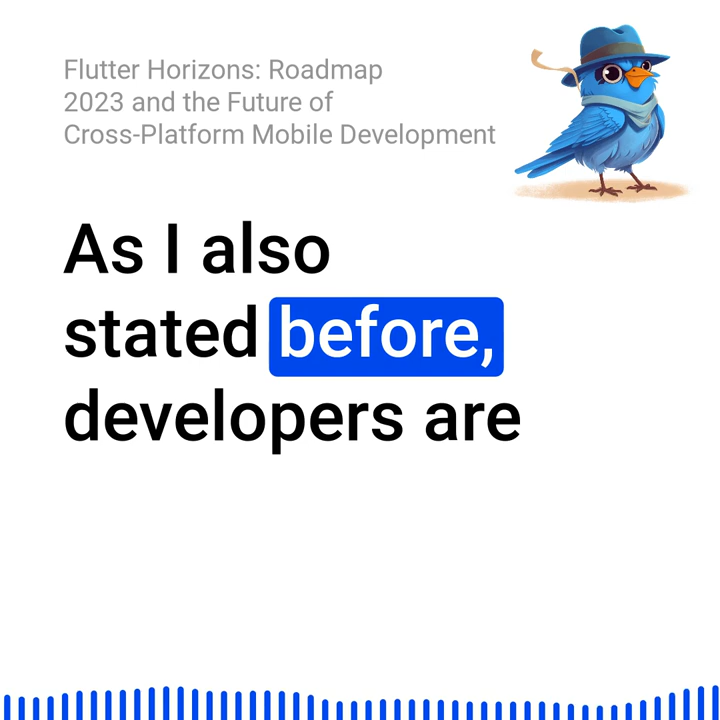 Flutter Horizons: Roadmap
2023 and the Future of
Cross-Platform Mobile Development
As I also
stated before,
developers are